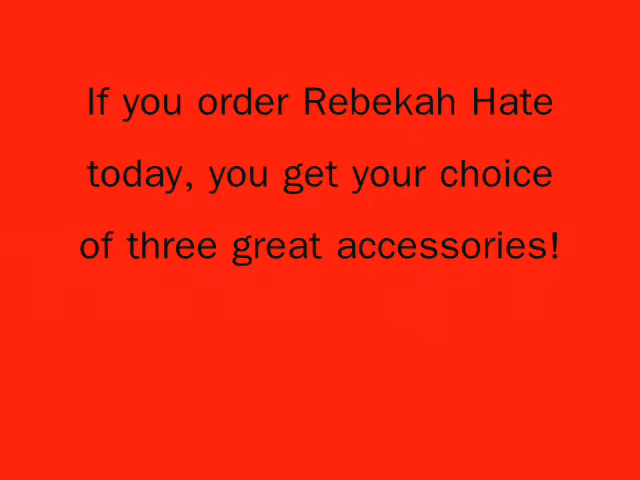 If you order Rebekah Hate
today, you get your choice
of three great accessories!